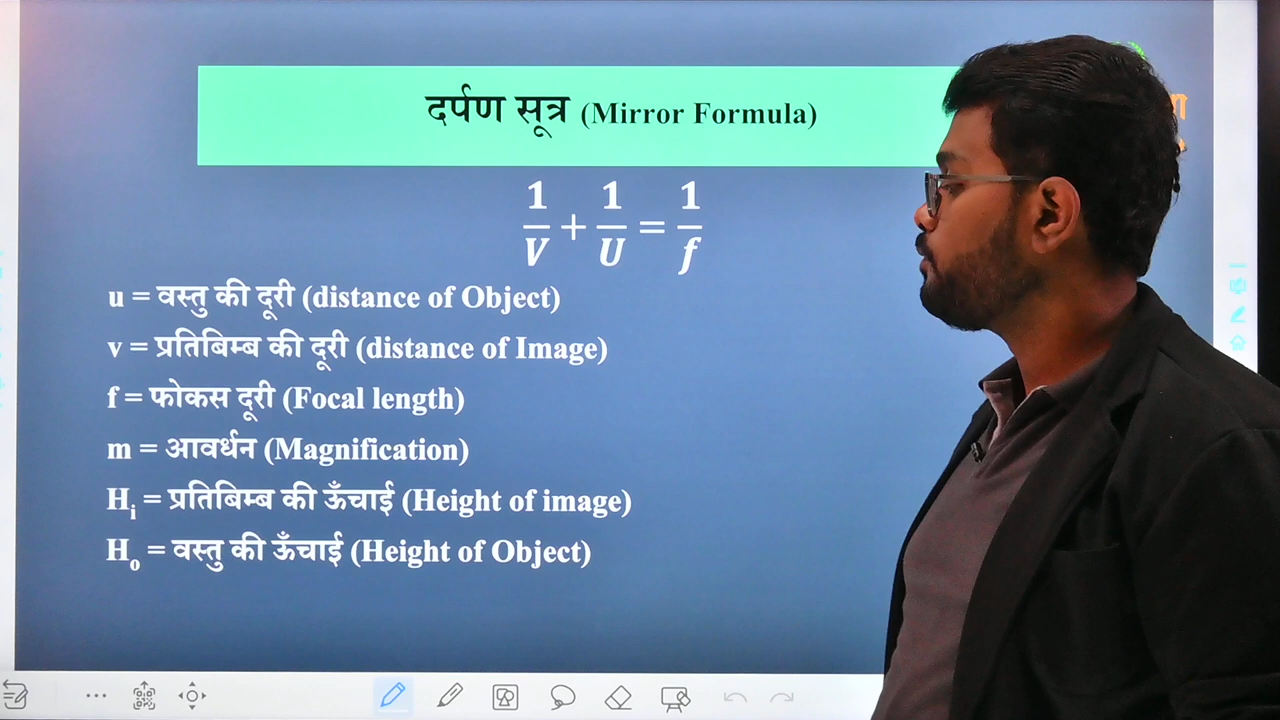 दर्पण सूत्र (Mirror Formula)
1/V + 1/U = 1/f
u = वस्तु की दूरी (distance of Object)
v = प्रतिबिम्ब की दूरी (distance of Image)
f = फोकस दूरी (Focal length)
m = आवर्धन (Magnification)
Hi = प्रतिबिम्ब की ऊँचाई (Height of image)
Ho = वस्तु की ऊँचाई (Height of Object)